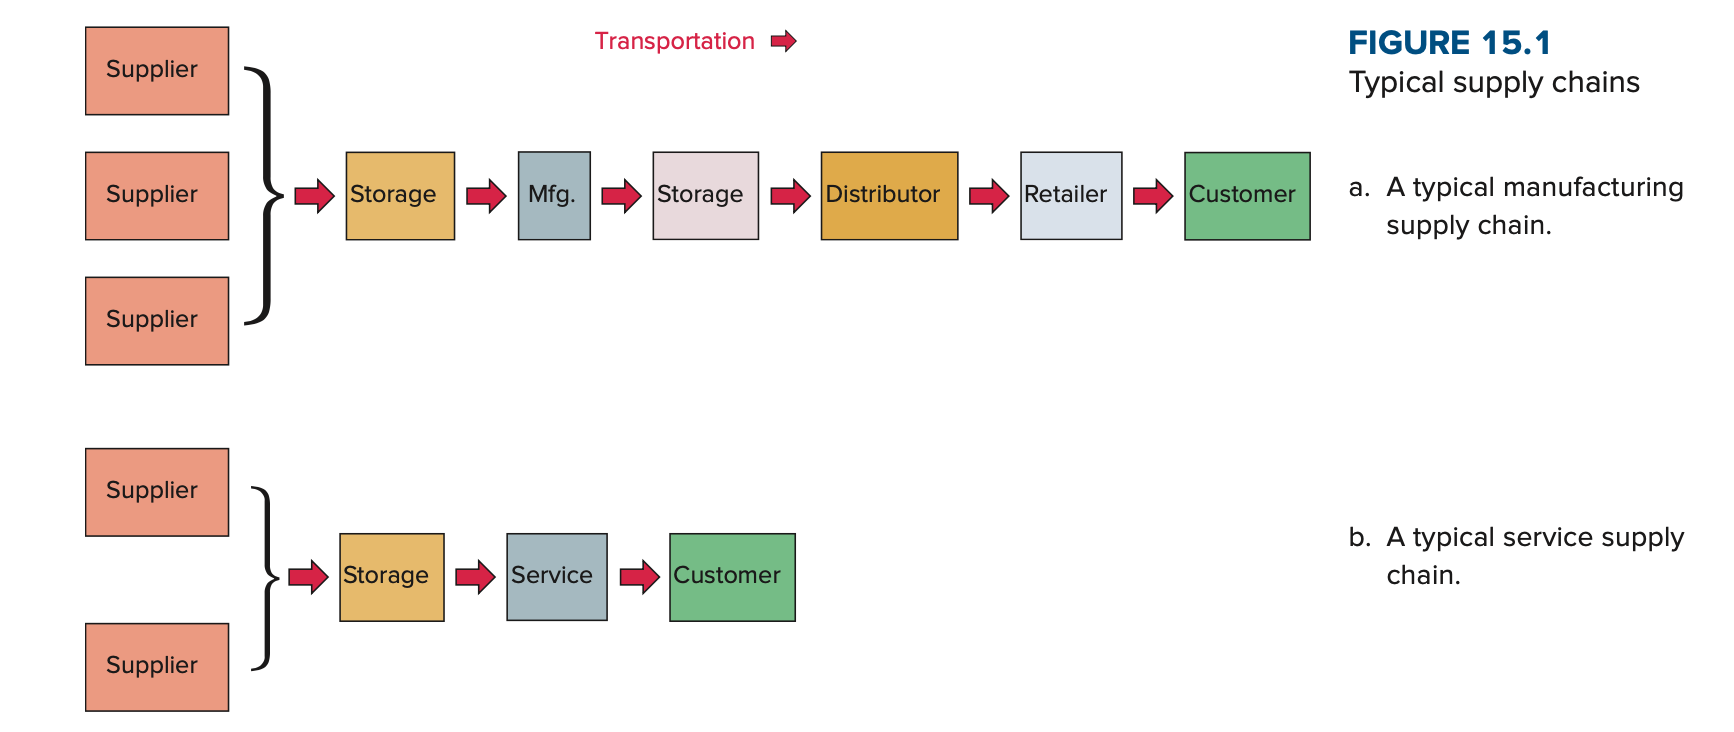 Transportation
FIGURE 15.1
Typical supply chains
Supplier
Supplier
Supplier
Storage
Mfg.
Storage
Distributor
Retailer
Customer
a. A typical manufacturing
supply chain.
Supplier
Supplier
Storage
Service
Customer
b. A typical service supply
chain.